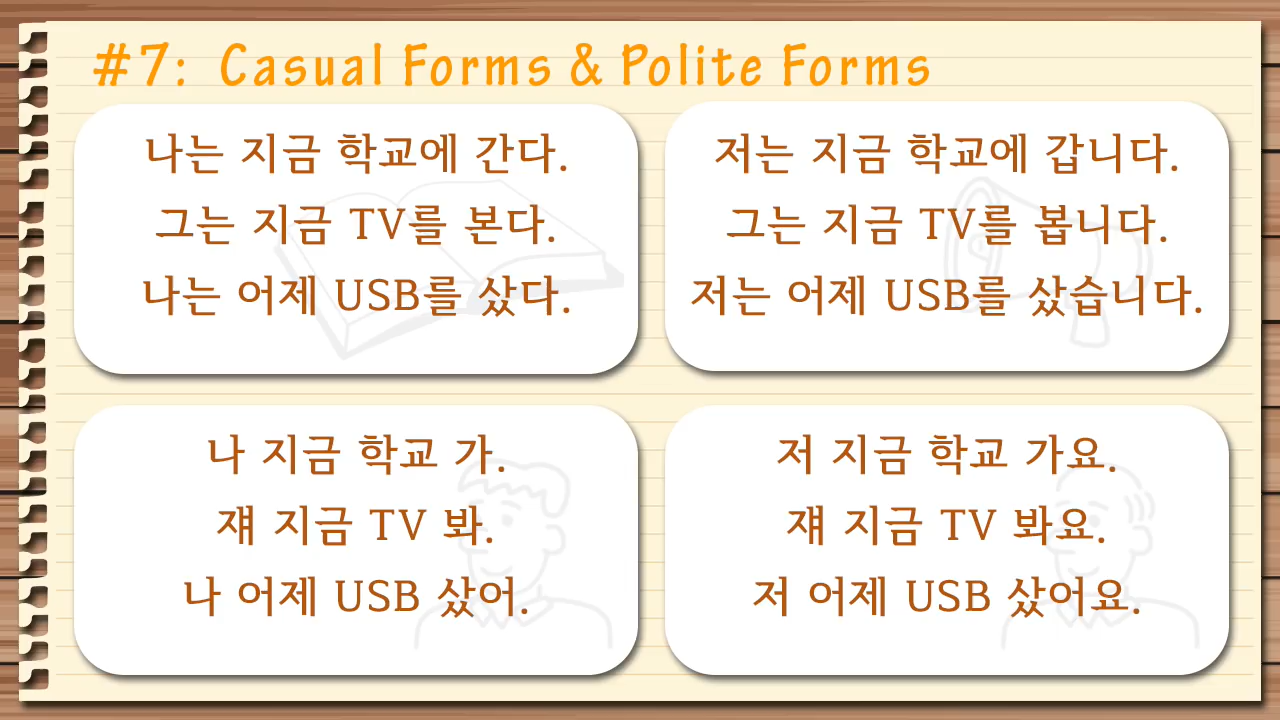 #7: Casual Forms & Polite Forms
나는 지금 학교에 간다.
그는 지금 TV를 본다.
나는 어제 USB를 샀다.
저는 지금 학교에 갑니다.
그는 지금 TV를 봅니다.
저는 어제 USB를 샀습니다.
나 지금 학교 가.
쟤 지금 TV 봐.
나 어제 USB 샀어.
저 지금 학교 가요.
쟤 지금 TV 봐요.
저 어제 USB 샀어요.